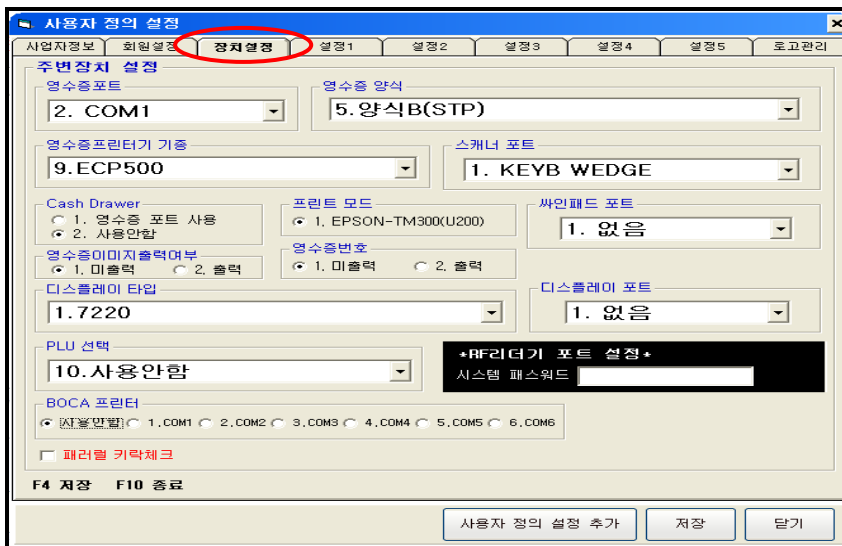 사용자 정의 설정
사업자정보 회원설정 장치설정 설정1 설정2 설정3 설정4 설정5 로고관리
주변장치 설정
영수증포트 영수증 양식
2. COM1 5.양식B(STP)
영수증프린터기 기종 스캐너 포트
9.ECP500 1. KEYB WEDGE
Cash Drawer 프린트 모드 싸인패드 포트
1. 영수증 포트 사용 1. EPSON-TM300(U200) 1. 없음
2. 사용안함
영수증이미지출력여부 영수증번호
1. 미출력 2. 출력 1. 미출력 2. 출력
디스플레이 타입 디스플레이 포트
1.7220 1. 없음
PLU 선택 *RF리더기 포트 설정*
10.사용안함 시스템 패스워드
BOCA 프린터
사용안함 1.COM1 2.COM2 3.COM3 4.COM4 5.COM5 6.COM6
패러럴 키락체크
F4 저장 F10 종료
사용자 정의 설정 추가 저장 닫기